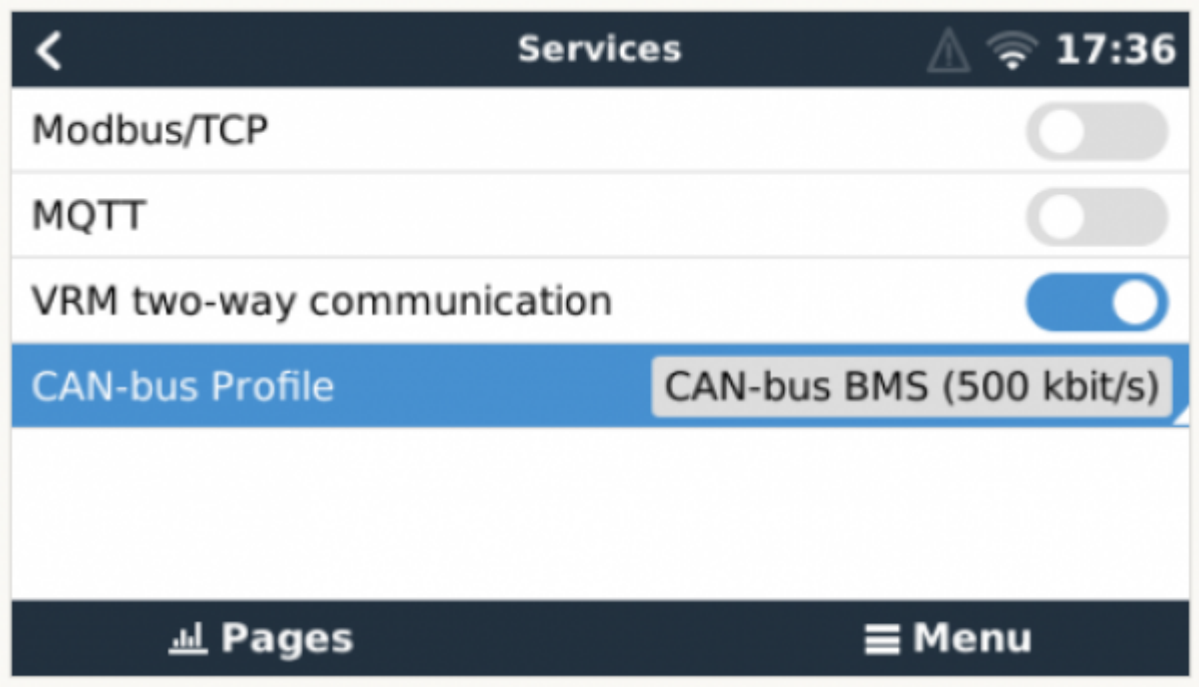 Services 17:36
Modbus/TCP
MQTT
VRM two-way communication
CAN-bus Profile CAN-bus BMS (500 kbit/s)
Pages Menu